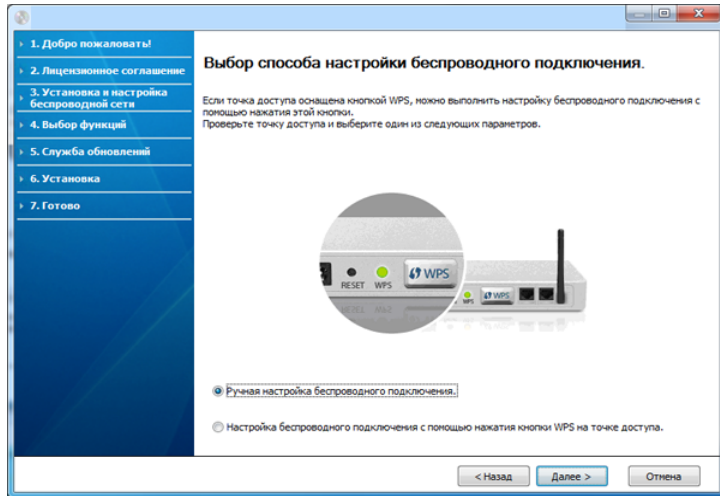 1. Добро пожаловать!
2. Лицензионное соглашение
3. Установка и настройка
беспроводной сети
4. Выбор функций
5. Служба обновлений
6. Установка
7. Готово
Выбор способа настройки беспроводного подключения.
Если точка доступа оснащена кнопкой WPS, можно выполнить настройку беспроводного подключения с
помощью нажатия этой кнопки.
Проверьте точку доступа и выберите один из следующих параметров.
RESET WPS WPS
WPS WPS
Ручная настройка беспроводного подключения.
Настройка беспроводного подключения с помощью нажатия кнопки WPS на точке доступа.
< Назад Далее > Отмена